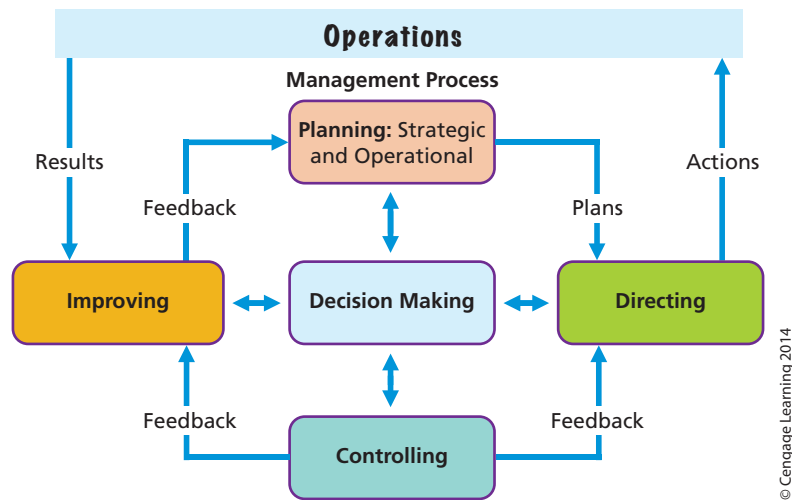 Operations
Management Process
Planning: Strategic
and Operational
Results
Actions
Feedback
Plans
Improving
Decision Making
Directing
Feedback
Feedback
Controlling
© Cengage Learning 2014